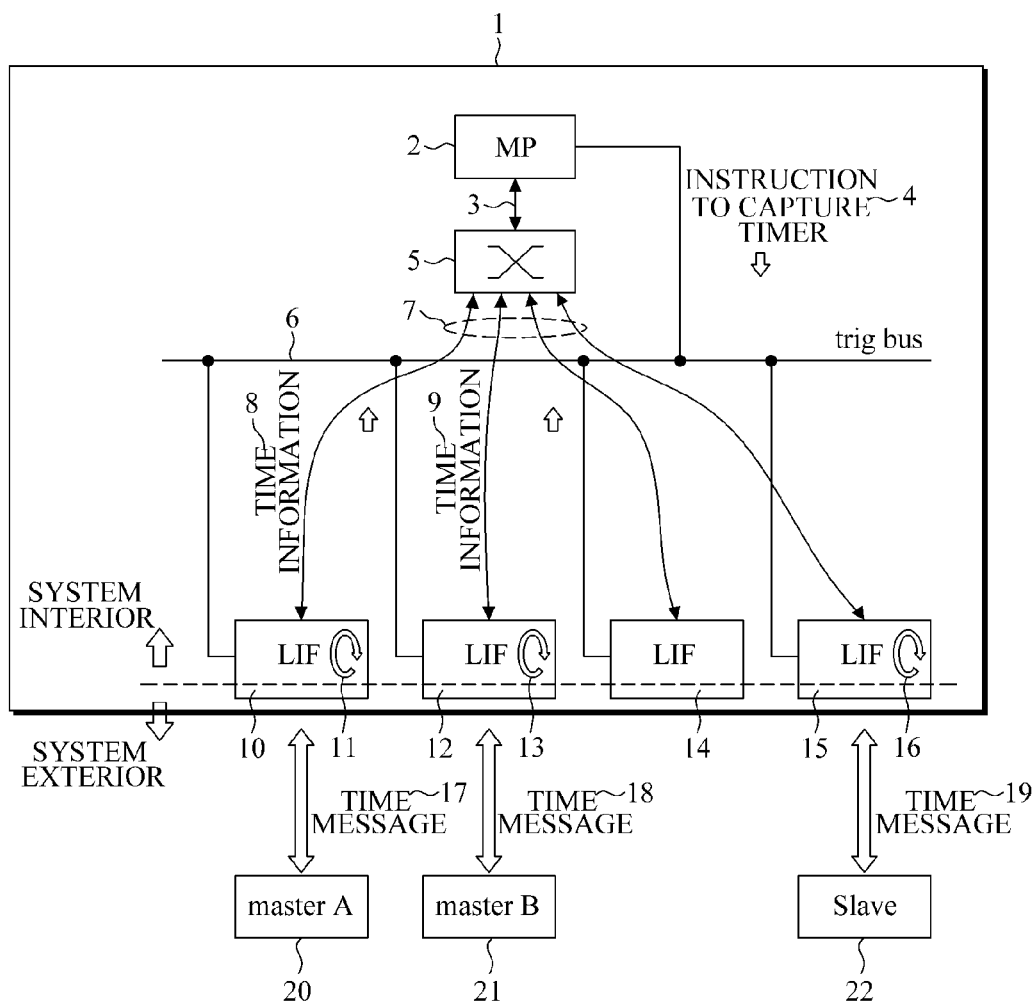 1
2
MP
3
INSTRUCTION
TO CAPTURE 4
TIMER
5
7
6
trig bus
8
TIME
INFORMATION
9
TIME
INFORMATION
SYSTEM
INTERIOR
LIF
LIF
LIF
LIF
SYSTEM
EXTERIOR
10 11 12 13 14 15 16
TIME 17
MESSAGE
TIME 18
MESSAGE
TIME 19
MESSAGE
master A
master B
Slave
20
21
22